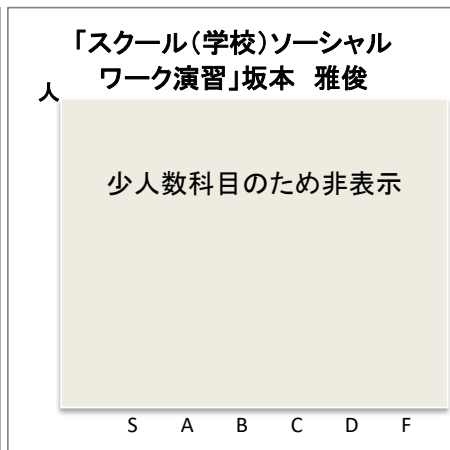 「スクール（学校）ソーシャル
ワーク演習」坂本　雅俊
人
少人数科目のため非表示
S A B C D F